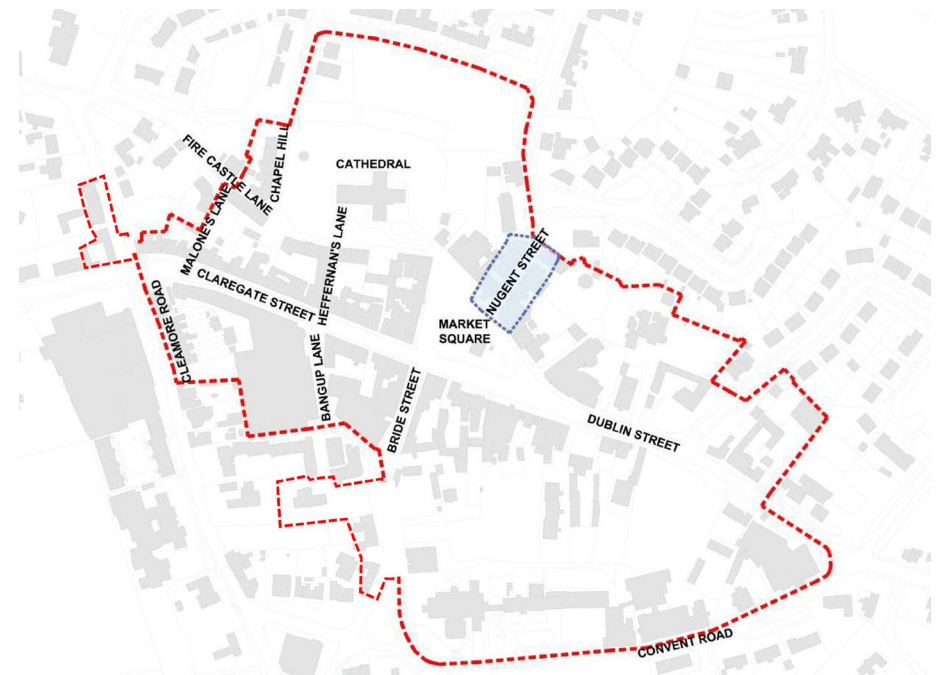 FIRE CASTLE LANE
CHAPEL HILL
CATHEDRAL
MALONE'S LANE
HEFFERNAN'S LANE
NUGENT STREET
CLAREGATE STREET
MARKET
SQUARE
CLEAMORE ROAD
BANGUP LANE
BRIDE STREET
DUBLIN STREET
CONVENT ROAD